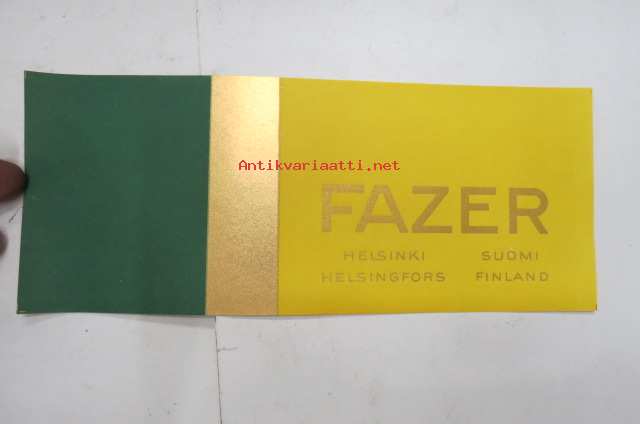 Antikvariaatti.net
FAZER
HELSINKI SUOMI
HELSINGFORS FINLAND